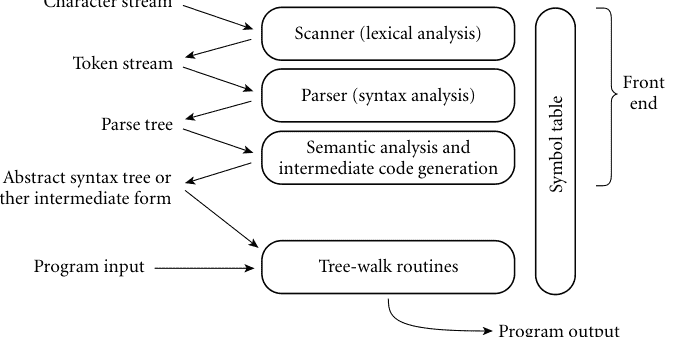 Character stream
Scanner (lexical analysis)
Token stream
Parser (syntax analysis)
Parse tree
Semantic analysis and
intermediate code generation
Abstract syntax tree or
ther intermediate form
Program input
Tree-walk routines
Program output
Symbol table
Front
end